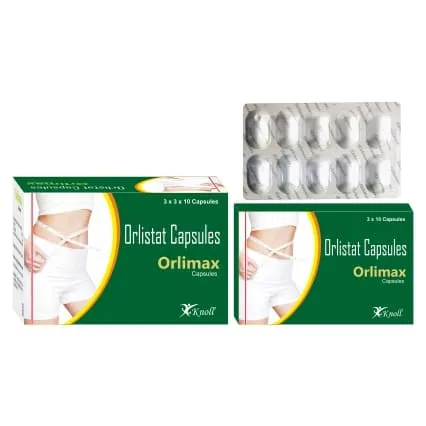 3 x 3 x 10 Capsules
Orlistat Capsules
Orlimax
Capsules
Knoll
Orlistat Capsules
Orlimax
3 x 10 Capsules
Orlistat Capsules
Orlimax
Capsules
Knoll